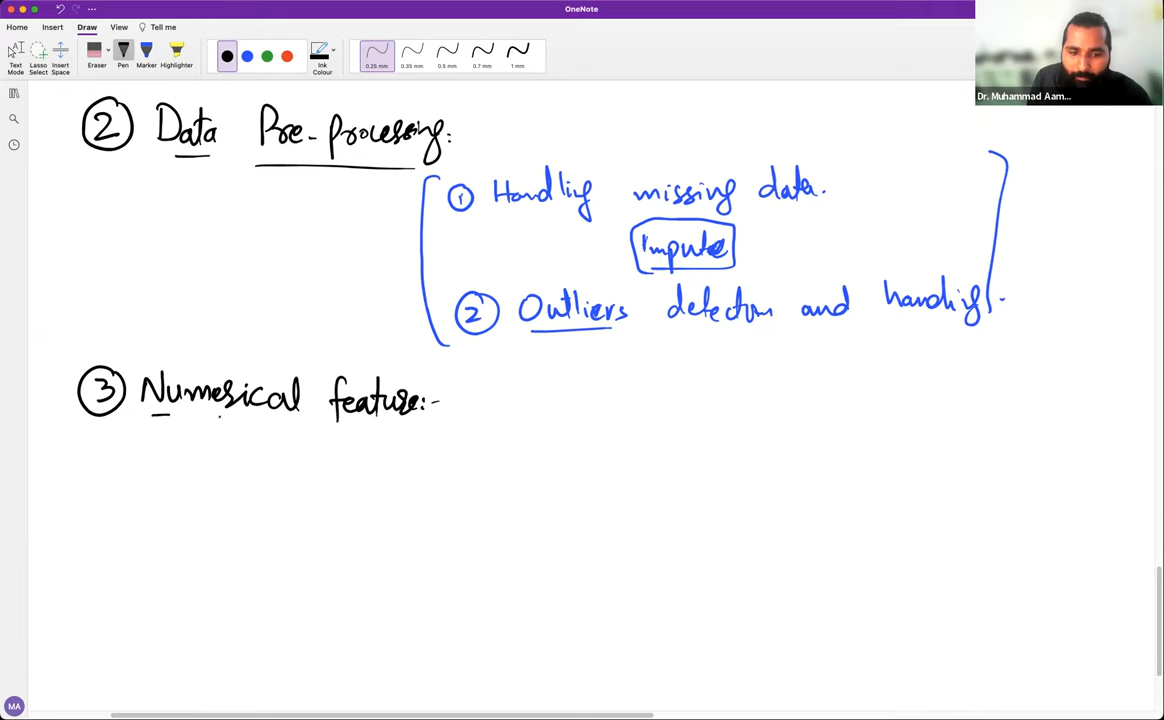 OneNote
Home Insert Draw View Tell me
Text Mode
Lasso Select
Insert Space
Eraser
Pen
Marker
Highlighter
Ink Colour
0.25 mm
0.35 mm
0.5 mm
0.7 mm
1 mm
Dr. Muhammad Aam...
② Data Pre-Processing:
① Handling missing data.
Impute
② Outliers detection and handling.
③ Numerical feature:-
MA